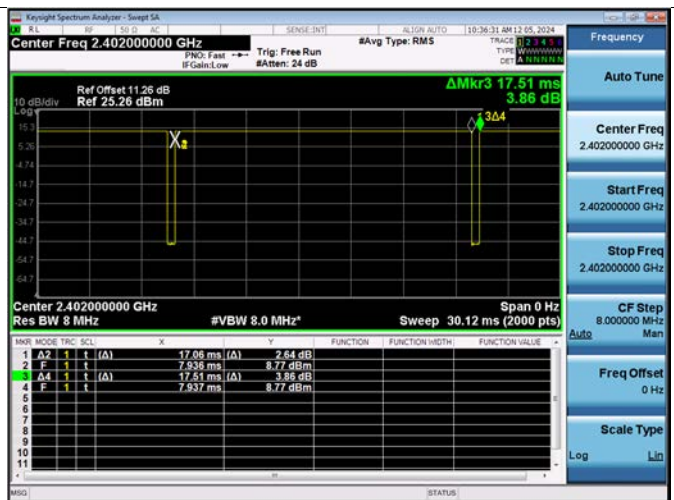 Keysight Spectrum Analyzer - Swept SA
RL RF 50 Ω AC SENSE:INT ALIGN AUTO 10:36:31 AM 12 05, 2024
Center Freq 2.402000000 GHz #Avg Type: RMS TRACE 1 2 3 4 5 6
PNO: Fast Trig: Free Run TYPE WWWWWW
IFGain:Low #Atten: 24 dB DET A NNNNN
ΔMkr3 17.51 ms
3.86 dB
Ref Offset 11.26 dB
10 dB/div Ref 25.26 dBm
Log
15.3
5.26
-4.74
-14.7
-24.7
-34.7
-44.7
-54.7
-64.7
3Δ4
Center 2.402000000 GHz Span 0 Hz
Res BW 8 MHz #VBW 8.0 MHz* Sweep 30.12 ms (2000 pts)
MKR MODE TRC SCL X Y FUNCTION FUNCTION WIDTH FUNCTION VALUE
1 Δ2 1 t (Δ) 17.06 ms (Δ) 2.64 dB
2 F 1 t 7.936 ms 8.77 dBm
3 Δ4 1 t (Δ) 17.51 ms (Δ) 3.86 dB
4 F 1 t 7.937 ms 8.77 dBm
5
6
7
8
9
10
11
MSG STATUS
Frequency
Auto Tune
Center Freq
2.402000000 GHz
Start Freq
2.402000000 GHz
Stop Freq
2.402000000 GHz
CF Step
8.000000 MHz
Auto Man
Freq Offset
0 Hz
Scale Type
Log Lin